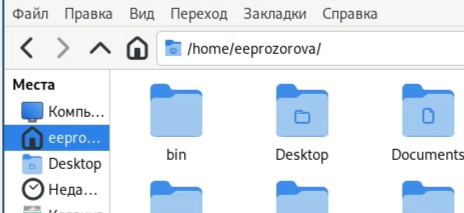 Файл Правка Вид Переход Закладки Справка
/home/eeprozorova/
Места
Компь...
eepro...
Desktop
Неда...
bin
Desktop
Documents